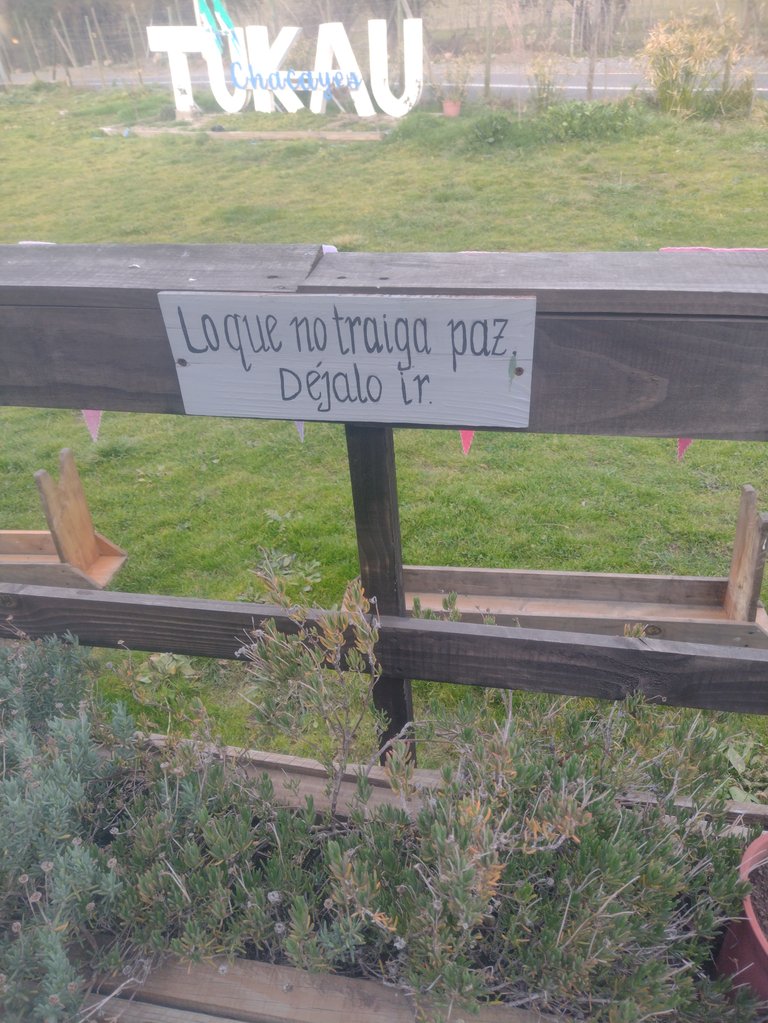 TUKAU
Chacayes
Lo que no traiga paz,
Déjalo ir.